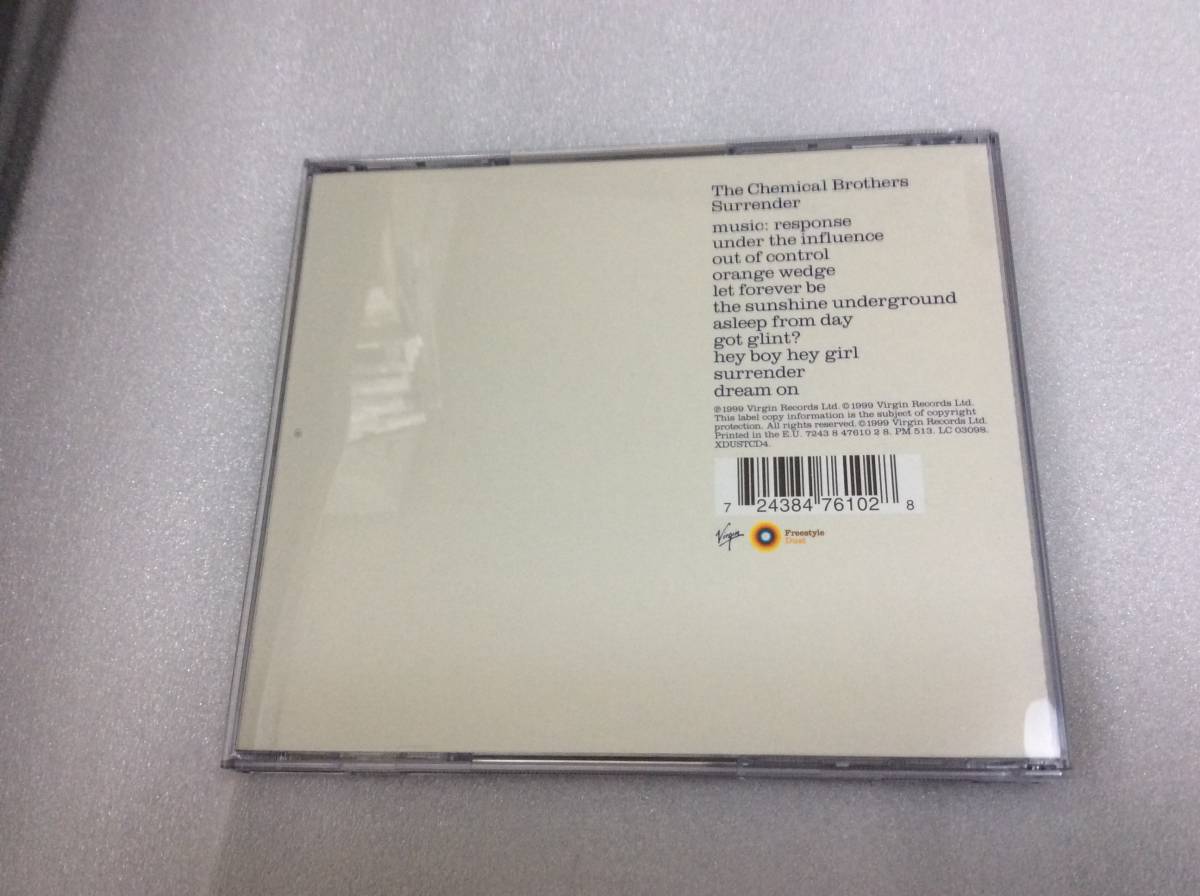 The Chemical Brothers
Surrender
music: response
under the influence
out of control
orange wedge
let forever be
the sunshine underground
asleep from day
got glint?
hey boy hey girl
surrender
dream on
℗1999 Virgin Records Ltd. ©1999 Virgin Records Ltd.
This label copy information is the subject of copyright
protection. All rights reserved. ©1999 Virgin Records Ltd.
Printed in the E.U. 7243 8 47610 2 8. PM 513. LC 03098.
XDUSTCD4.
7 24384 76102 8
Virgin
Freestyle
Dust